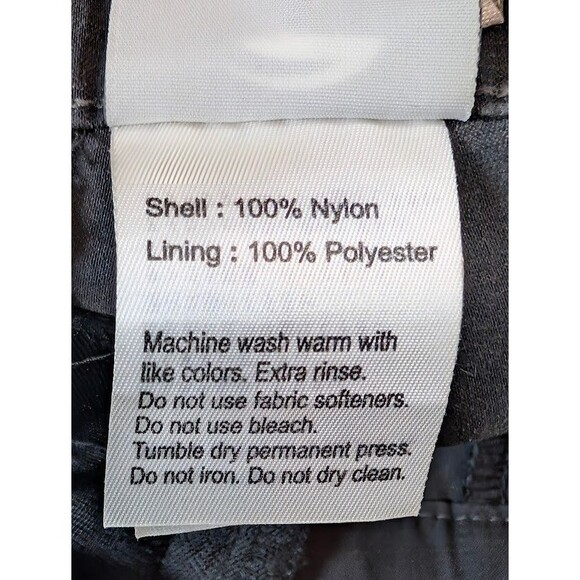 Shell : 100% Nylon
Lining : 100% Polyester
Machine wash warm with
like colors. Extra rinse.
Do not use fabric softeners.
Do not use bleach.
Tumble dry permanent press.
Do not iron. Do not dry clean.